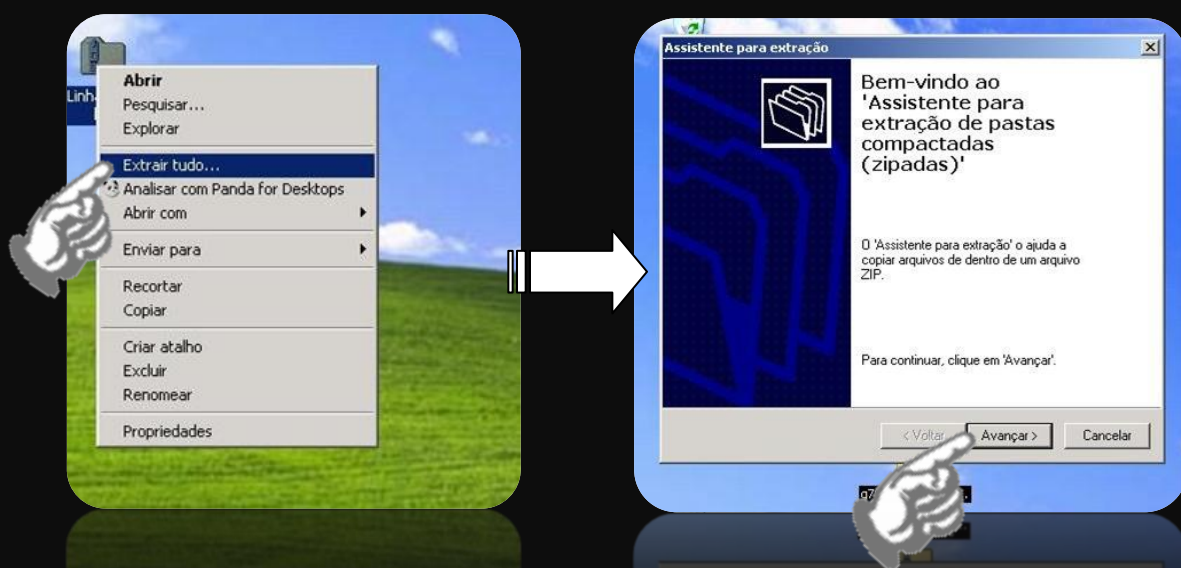 Abrir
Pesquisar...
Explorar
Extrair tudo...
Analisar com Panda for Desktops
Abrir com
Enviar para
Recortar
Copiar
Criar atalho
Excluir
Renomear
Propriedades
Assistente para extração
Bem-vindo ao
'Assistente para
extração de pastas
compactadas
(zipadas)'
O 'Assistente para extração' o ajuda a
copiar arquivos de dentro de um arquivo
ZIP.
Para continuar, clique em 'Avançar'.
< Voltar
Avançar >
Cancelar